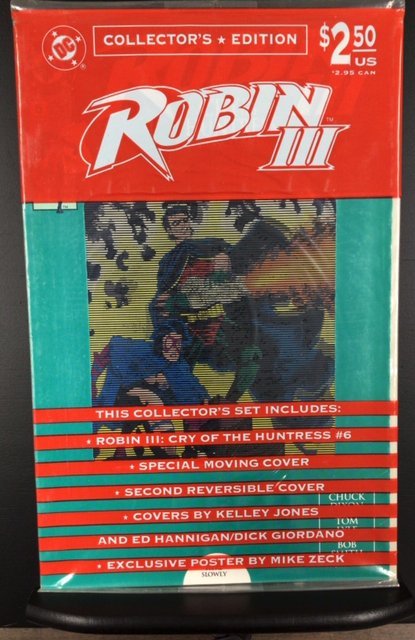 DC
COLLECTOR'S ★ EDITION
$2.50
US
$2.95 CAN
ROBIN III
THIS COLLECTOR'S SET INCLUDES:
★ ROBIN III: CRY OF THE HUNTRESS #6
★ SPECIAL MOVING COVER
★ SECOND REVERSIBLE COVER
CHUCK
★ COVERS BY KELLEY JONES
TOM
AND ED HANNIGAN/DICK GIORDANO
BOB
★ EXCLUSIVE POSTER BY MIKE ZECK
SLOWLY